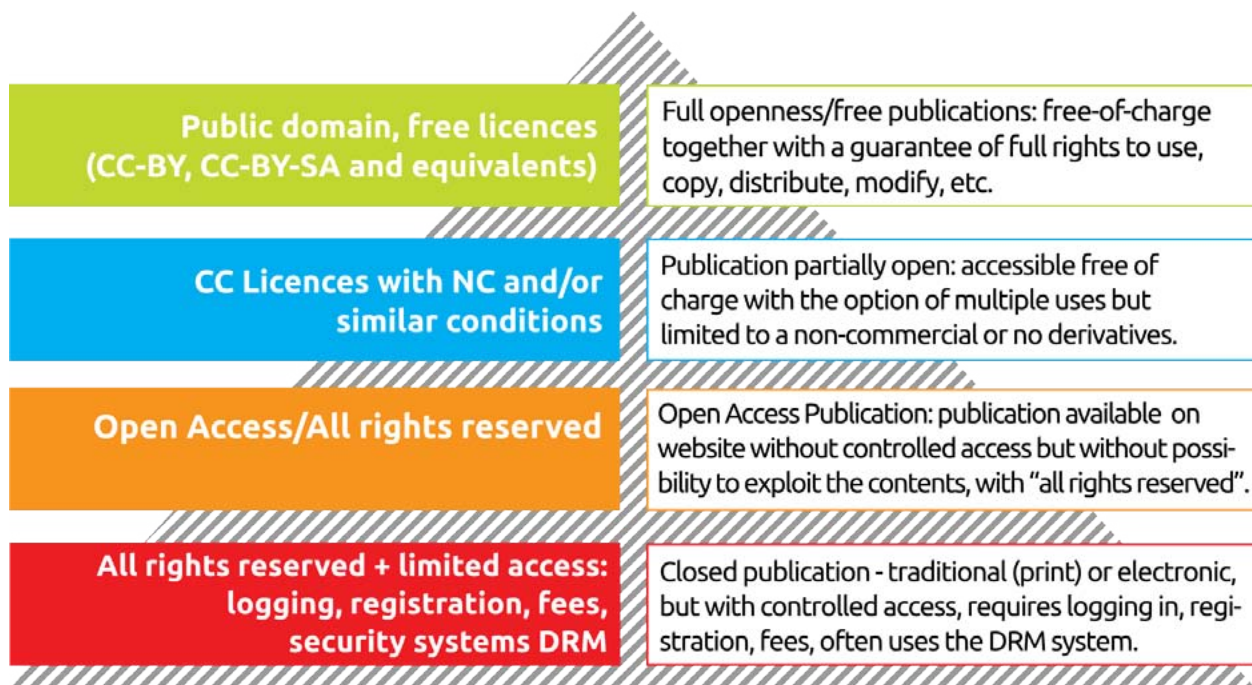 Public domain, free licences
(CC-BY, CC-BY-SA and equivalents)
Full openness/free publications: free-of-charge
together with a guarantee of full rights to use,
copy, distribute, modify, etc.
CC Licences with NC and/or
similar conditions
Publication partially open: accessible free of
charge with the option of multiple uses but
limited to a non-commercial or no derivatives.
Open Access/All rights reserved
Open Access Publication: publication available on
website without controlled access but without possi-
bility to exploit the contents, with “all rights reserved”.
All rights reserved + limited access:
logging, registration, fees,
security systems DRM
Closed publication - traditional (print) or electronic,
but with controlled access, requires logging in, regi-
stration, fees, often uses the DRM system.